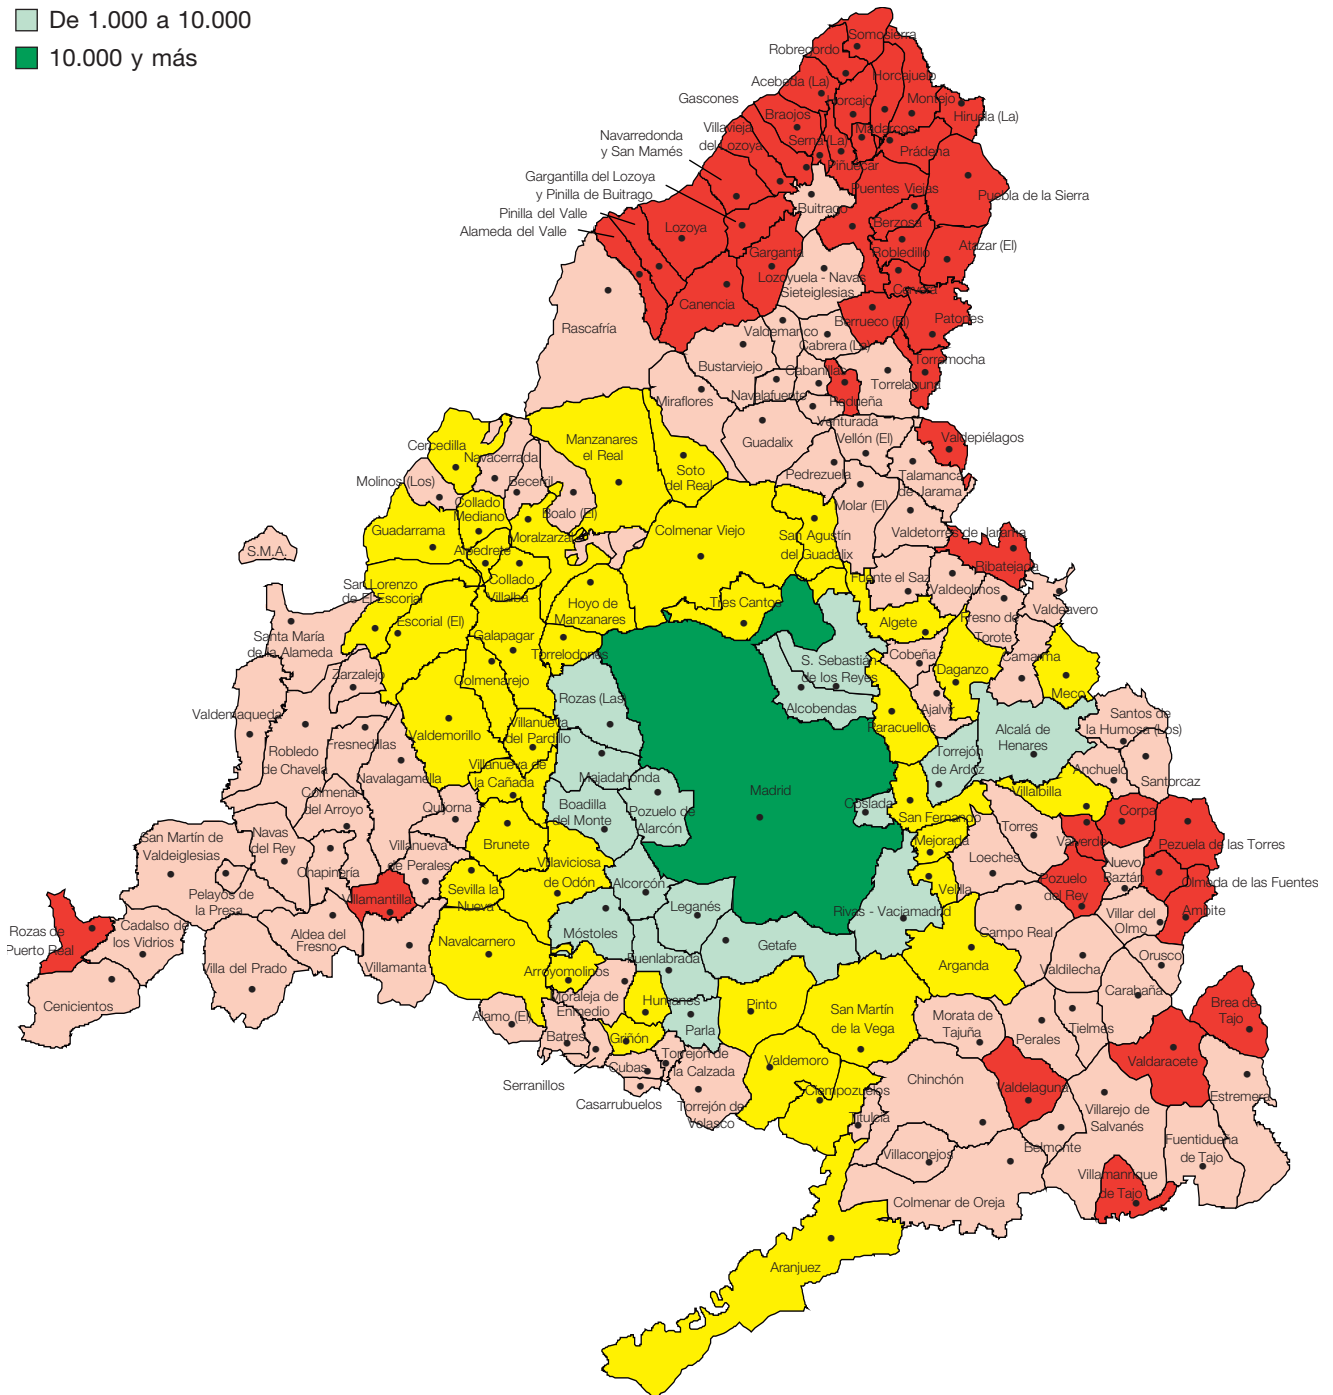 De 1.000 a 10.000
10.000 y más
Somosierra
Robregordo
Horcajuelo
Acebeda (La)
Horcajo
Montejo
Gascones
Braojos
Hiruela (La)
Villavieja
del Lozoya
Madarcos
Navarredonda
y San Mamés
Serna (La)
Prádena
Piñuecar
Gargantilla del Lozoya
y Pinilla de Buitrago
Puentes Viejas
Puebla de la Sierra
Buitrago
Pinilla del Valle
Alameda del Valle
Lozoya
Berzosa
Robledillo
Atazar (El)
Garganta
Lozoyuela - Navas
Sieteiglesias
Cervera
Canencia
Rascafría
Valdemanco
Berrueco (El)
Patones
Cabrera (La)
Bustarviejo
Cabanillas
Torremocha
Torrelaguna
Miraflores
Navalafuente
Redueña
Venturada
Guadalix
Vellón (El)
Valdepiélagos
Manzanares
el Real
Cercedilla
Navacerrada
Soto
del Real
Pedrezuela
Talamanca
de Jarama
Molinos (Los)
Becerril
Collado
Mediano
Boalo (El)
Molar (El)
Guadarrama
Moralzarzal
Colmenar Viejo
San Agustín
del Guadalix
Valdetorres de Jarama
S.M.A.
Alpedrete
Ribatejada
Collado
Villalba
San Lorenzo
de El Escorial
Fuente el Saz
Valdeolmos
Hoyo de
Manzanares
Tres Cantos
Valdeavero
Escorial (El)
Algete
Fresno de
Torote
Santa María
de la Alameda
Galapagar
Torrelodones
Cobeña
Camarma
S. Sebastián
de los Reyes
Zarzalejo
Colmenarejo
Daganzo
Meco
Rozas (Las)
Alcobendas
Ajalvir
Valdemaqueda
Villanueva
del Pardillo
Paracuellos
Santos de
la Humosa (Los)
Valdemorillo
Fresnedillas
Alcalá de
Henares
Robledo
de Chavela
Torrejón
de Ardoz
Navalagamella
Villanueva de
la Cañada
Majadahonda
Anchuelo
Santorcaz
Colmenar
del Arroyo
Madrid
Villalbilla
Quijorna
Boadilla
del Monte
Pozuelo de
Alarcón
Coslada
Corpa
San Fernando
San Martín de
Valdeiglesias
Navas
del Rey
Villanueva
de Perales
Brunete
Torres
Mejorada
Valverde
Pezuela de las Torres
Villaviciosa
de Odón
Loeches
Nuevo
Baztán
Chapinería
Pelayos de
la Presa
Sevilla la
Nueva
Alcorcón
Velilla
Pozuelo
del Rey
Olmeda de las Fuentes
Villamantilla
Leganés
Rivas - Vaciamadrid
Ambite
Villar del
Olmo
Rozas de
Puerto Real
Cadalso de
los Vidrios
Aldea del
Fresno
Móstoles
Campo Real
Navalcarnero
Getafe
Fuenlabrada
Orusco
Villa del Prado
Villamanta
Arganda
Valdilecha
Arroyomolinos
Carabaña
Cenicientos
Moraleja de
Enmedio
Humanes
Pinto
San Martín
de la Vega
Brea de
Tajo
Alamo (El)
Morata de
Tajuña
Tielmes
Parla
Batres
Griñón
Perales
Torrejón de
la Calzada
Valdemoro
Valdaracete
Cubas
Chinchón
Serranillos
Ciempozuelos
Valdelaguna
Estremera
Casarrubuelos
Torrejón de
Velasco
Titulcia
Villarejo de
Salvanés
Belmonte
Fuentidueña
de Tajo
Villaconejos
Villamanrique
de Tajo
Colmenar de Oreja
Aranjuez